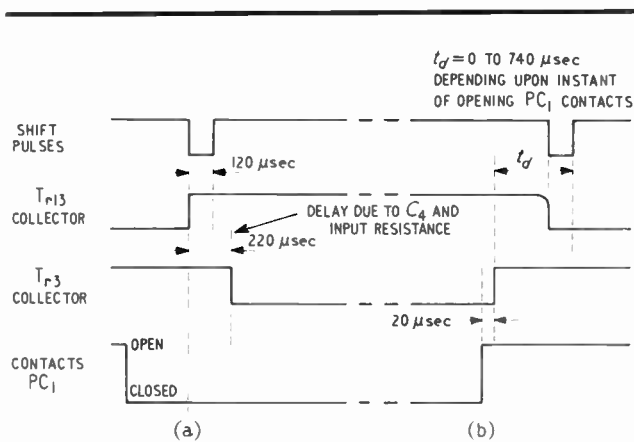 t_d = 0 TO 740 μsec
DEPENDING UPON INSTANT
OF OPENING PC₁ CONTACTS
SHIFT
PULSES
120 μsec
t_d
Tr13
COLLECTOR
DELAY DUE TO C₄ AND
INPUT RESISTANCE
220 μsec
Tr3
COLLECTOR
20 μsec
OPEN
CONTACTS
PC₁
CLOSED
(a)
(b)